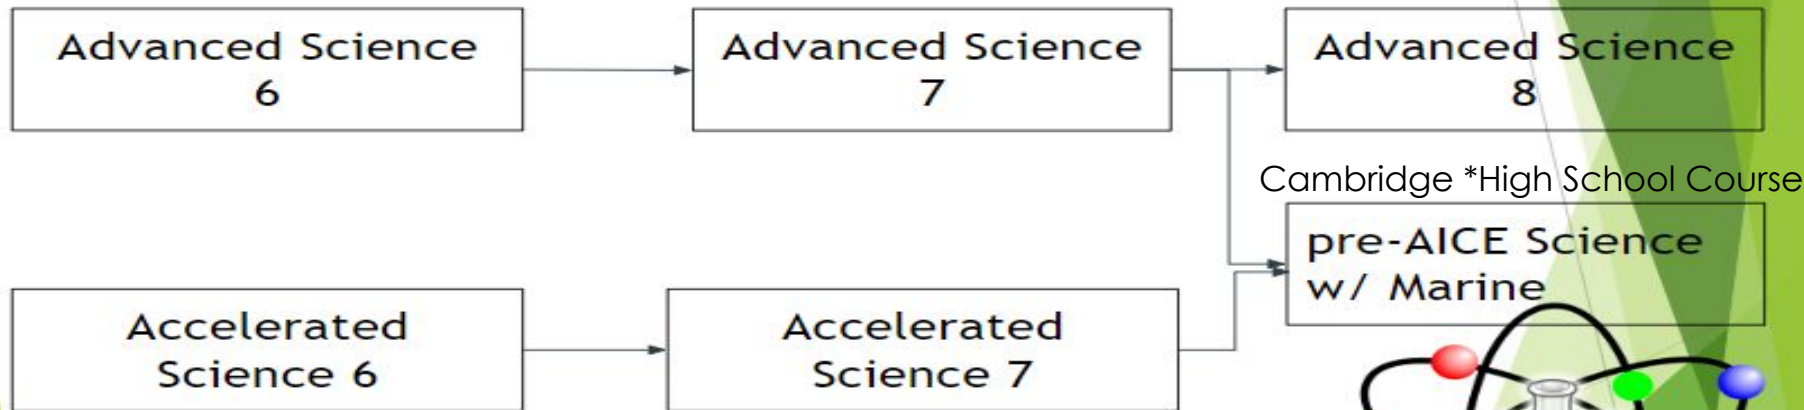 Advanced Science
6
Advanced Science
7
Advanced Science
8
Cambridge *High School Course
pre-AICE Science
w/ Marine
Accelerated
Science 6
Accelerated
Science 7